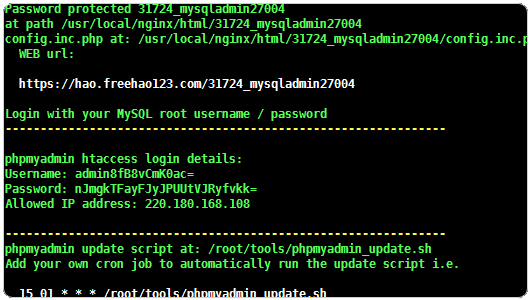 Password protected 31724_mysqladmin27004
at path /usr/local/nginx/html/31724_mysqladmin27004
config.inc.php at: /usr/local/nginx/html/31724_mysqladmin27004/config.inc.p
WEB url:
https://hao.freehao123.com/31724_mysqladmin27004
Login with your MySQL root username / password
---------------------------------------------------------------
phpmyadmin htaccess login details:
Username: admin8fB8vCmK0ac=
Password: nJmgkTFayFJyJPUUtVJRyfvkk=
Allowed IP address: 220.180.168.108
---------------------------------------------------------------
phpmyadmin update script at: /root/tools/phpmyadmin_update.sh
Add your own cron job to automatically run the update script i.e.
15 01 * * * /root/tools/phpmyadmin_update.sh